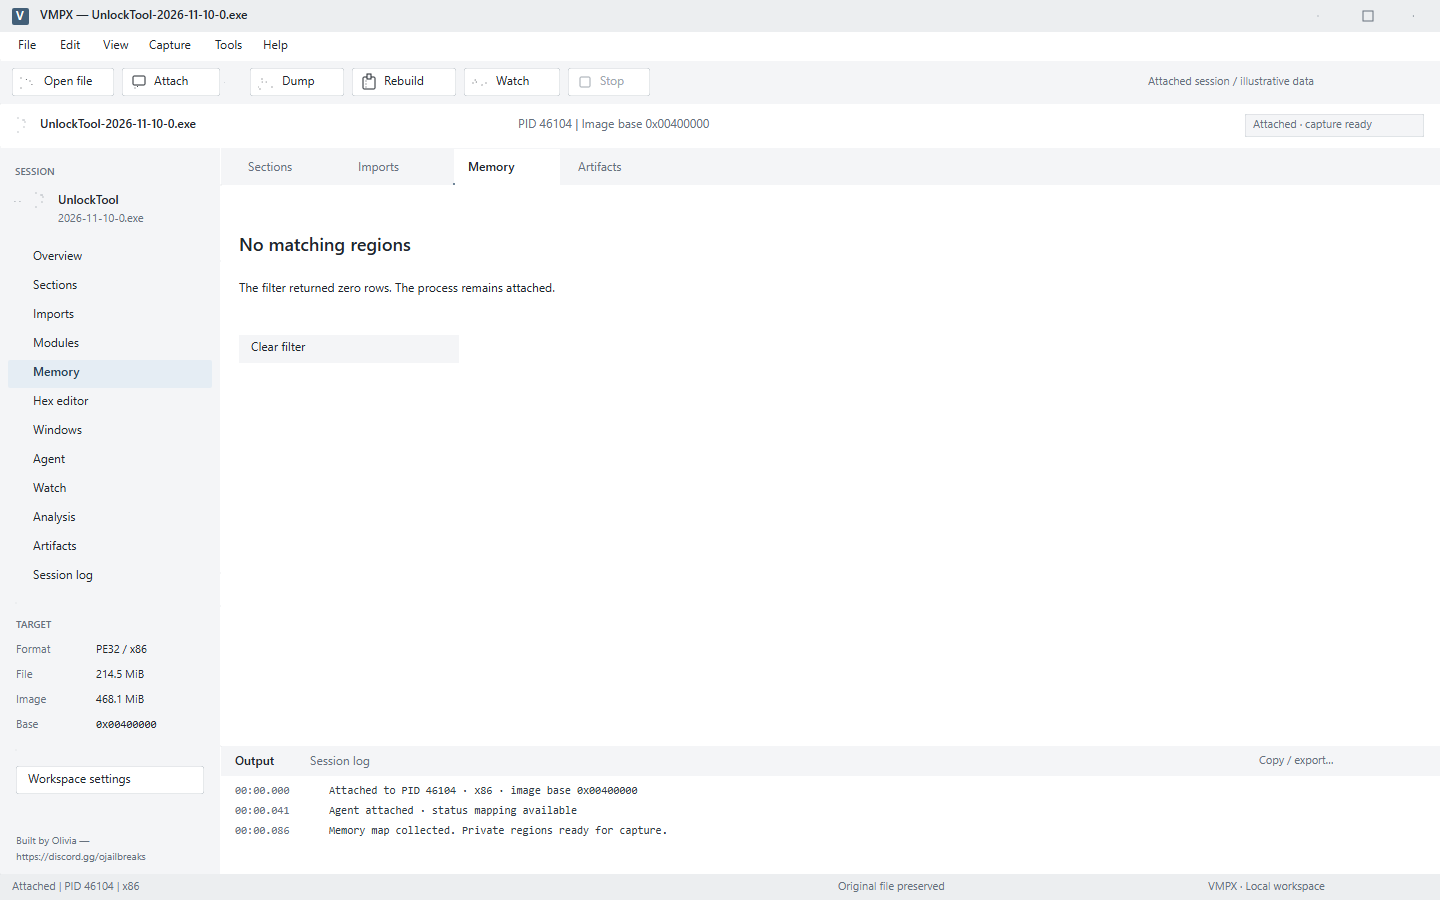 V VMPX — UnlockTool-2026-11-10-0.exe
File Edit View Capture Tools Help
Open file Attach Dump Rebuild Watch Stop Attached session / illustrative data
UnlockTool-2026-11-10-0.exe PID 46104 | Image base 0x00400000 Attached · capture ready
SESSION
UnlockTool
2026-11-10-0.exe
Overview
Sections
Imports
Modules
Memory
Hex editor
Windows
Agent
Watch
Analysis
Artifacts
Session log
TARGET
Format PE32 / x86
File 214.5 MiB
Image 468.1 MiB
Base 0x00400000
Workspace settings
Built by Olivia —
https://discord.gg/ojailbreaks
Sections Imports Memory Artifacts
No matching regions
The filter returned zero rows. The process remains attached.
Clear filter
Output Session log Copy / export...
00:00.000 Attached to PID 46104 · x86 · image base 0x00400000
00:00.041 Agent attached · status mapping available
00:00.086 Memory map collected. Private regions ready for capture.
Attached | PID 46104 | x86 Original file preserved VMPX · Local workspace